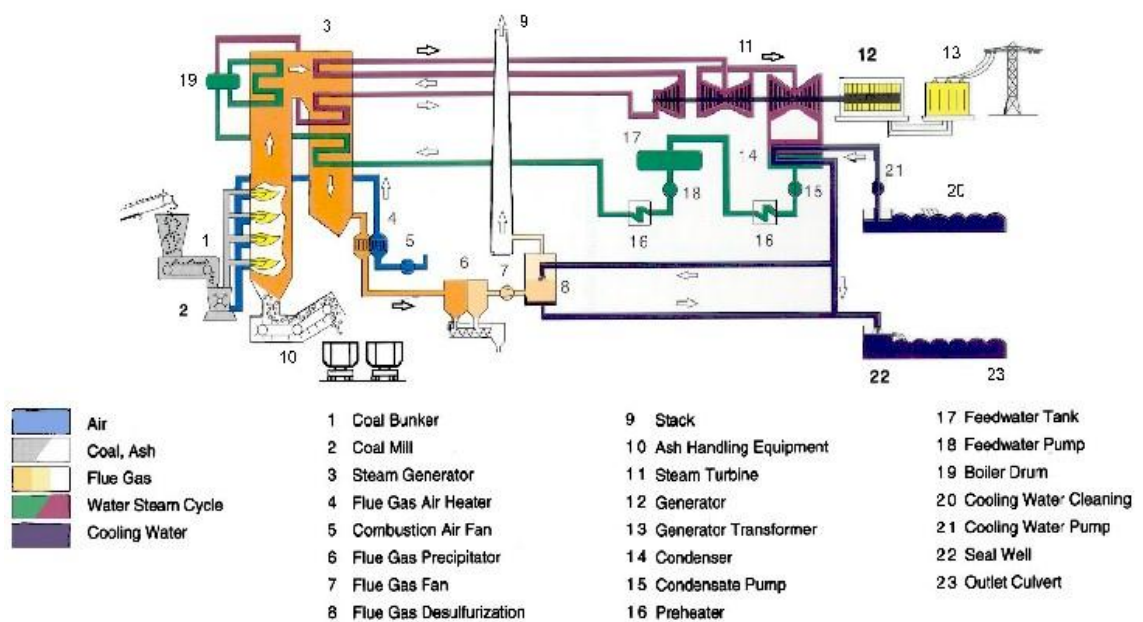 9
3
11
12
13
19
17
14
21
18
15
20
4
1
5
16
16
6
7
8
2
10
22
23
Air
Coal, Ash
Flue Gas
Water Steam Cycle
Cooling Water
1 Coal Bunker
2 Coal Mill
3 Steam Generator
4 Flue Gas Air Heater
5 Combustion Air Fan
6 Flue Gas Precipitator
7 Flue Gas Fan
8 Flue Gas Desulfurization
9 Stack
10 Ash Handling Equipment
11 Steam Turbine
12 Generator
13 Generator Transformer
14 Condenser
15 Condensate Pump
16 Preheater
17 Feedwater Tank
18 Feedwater Pump
19 Boiler Drum
20 Cooling Water Cleaning
21 Cooling Water Pump
22 Seal Well
23 Outlet Culvert